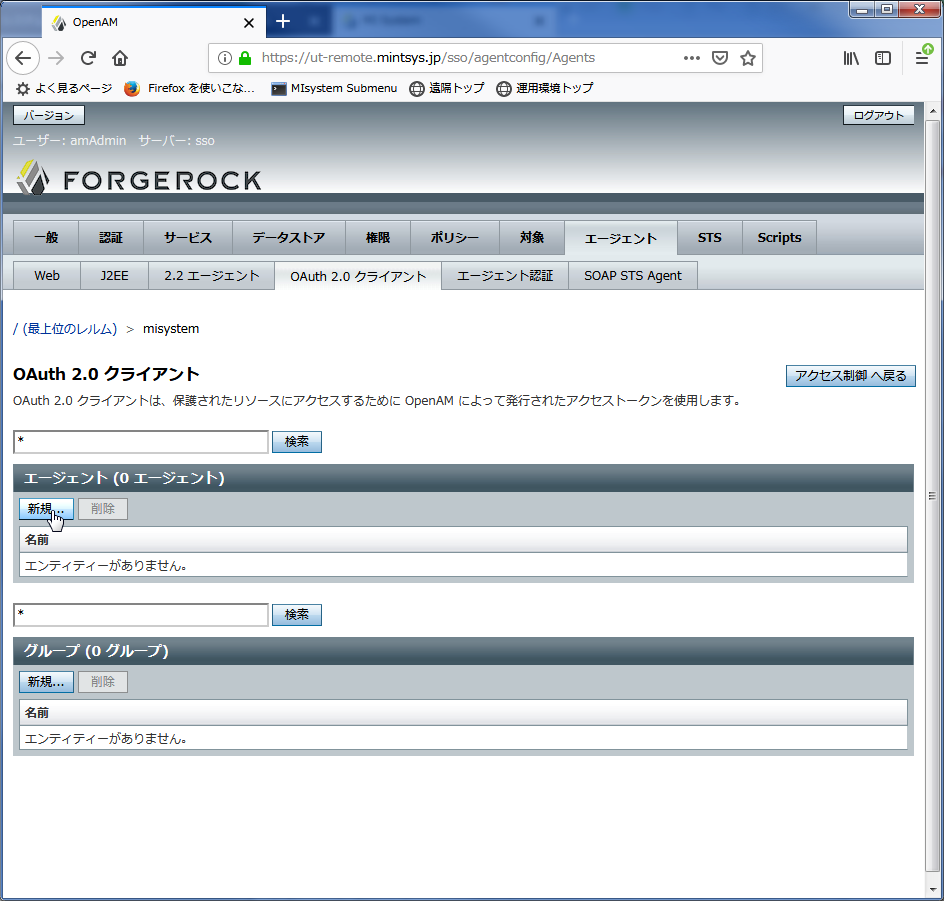 OpenAM
https://ut-remote.mintsys.jp/sso/agentconfig/Agents
よく見るページ Firefox を使いこな... MIsystem Submenu 遠隔トップ 運用環境トップ
バージョン ログアウト
ユーザー: amAdmin サーバー: sso
FORGEROCK
一般 認証 サービス データストア 権限 ポリシー 対象 エージェント STS Scripts
Web J2EE 2.2 エージェント OAuth 2.0 クライアント エージェント認証 SOAP STS Agent
/ (最上位のレルム) > misystem
OAuth 2.0 クライアント アクセス制御 へ戻る
OAuth 2.0 クライアントは、保護されたリソースにアクセスするために OpenAM によって発行されたアクセストークンを使用します。
* 検索
エージェント (0 エージェント)
新規... 削除
名前
エンティティーがありません。
* 検索
グループ (0 グループ)
新規... 削除
名前
エンティティーがありません。